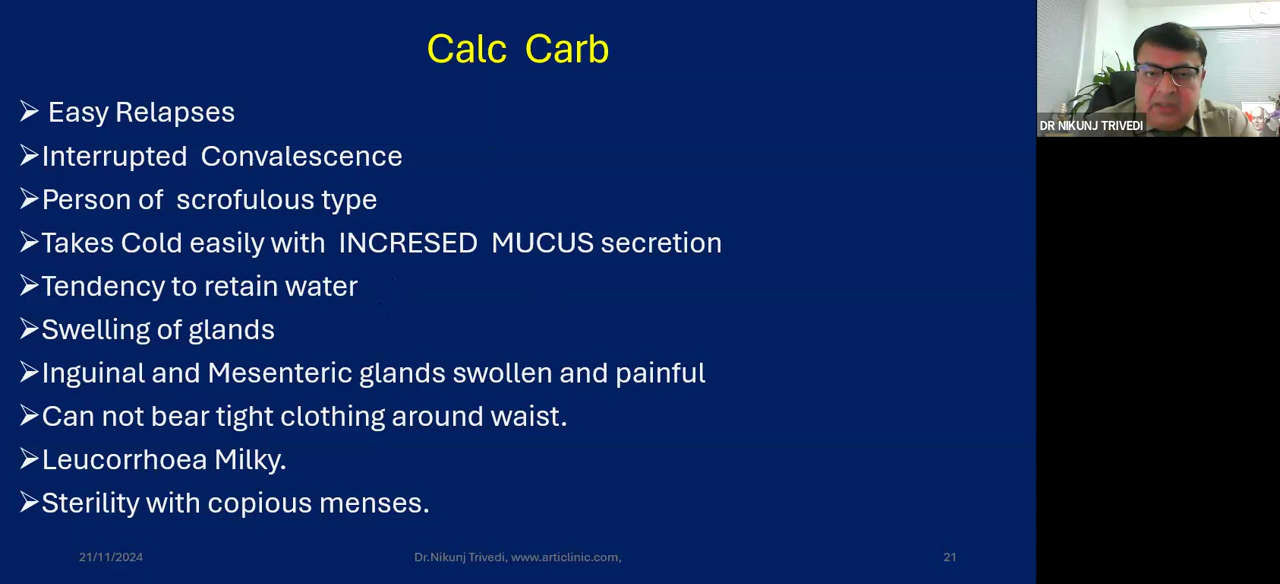 Calc Carb
Easy Relapses
Interrupted Convalescence
Person of scrofulous type
Takes Cold easily with INCRESED MUCUS secretion
Tendency to retain water
Swelling of glands
Inguinal and Mesenteric glands swollen and painful
Can not bear tight clothing around waist.
Leucorrhoea Milky.
Sterility with copious menses.
21/11/2024 Dr.Nikunj Trivedi, www.articlinic.com, 21
DR NIKUNJ TRIVEDI